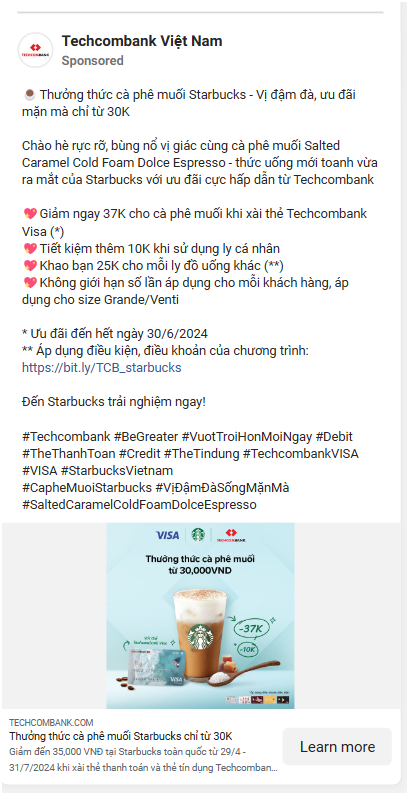 Techcombank Việt Nam
Sponsored
☕ Thưởng thức cà phê muối Starbucks - Vị đậm đà, ưu đãi
mặn mà chỉ từ 30K
Chào hè rực rỡ, bùng nổ vị giác cùng cà phê muối Salted
Caramel Cold Foam Dolce Espresso - thức uống mới toanh vừa
ra mắt của Starbucks với ưu đãi cực hấp dẫn từ Techcombank
💖Giảm ngay 37K cho cà phê muối khi xài thẻ Techcombank
Visa (*)
💖Tiết kiệm thêm 10K khi sử dụng ly cá nhân
💖Khao bạn 25K cho mỗi ly đồ uống khác (**)
💖Không giới hạn số lần áp dụng cho mỗi khách hàng, áp
dụng cho size Grande/Venti
* Ưu đãi đến hết ngày 30/6/2024
** Áp dụng điều kiện, điều khoản của chương trình:
https://bit.ly/TCB_starbucks
Đến Starbucks trải nghiệm ngay!
#Techcombank #BeGreater #VuotTroiHonMoiNgay #Debit
#TheThanhToan #Credit #TheTindung #TechcombankVISA
#VISA #StarbucksVietnam
#CapheMuoiStarbucks #VịĐậmĐàSốngMặnMà
#SaltedCaramelColdFoamDolceEspresso
VISA TECHCOMBANK
Thưởng thức cà phê muối
từ 30,000VND
-37K
-10K
VISA
TECHCOMBANK.COM
Thưởng thức cà phê muối Starbucks chỉ từ 30K
Giảm đến 35,000 VNĐ tại Starbucks toàn quốc từ 29/4 -
31/7/2024 khi xài thẻ thanh toán và thẻ tín dụng Techcomban...
Learn more